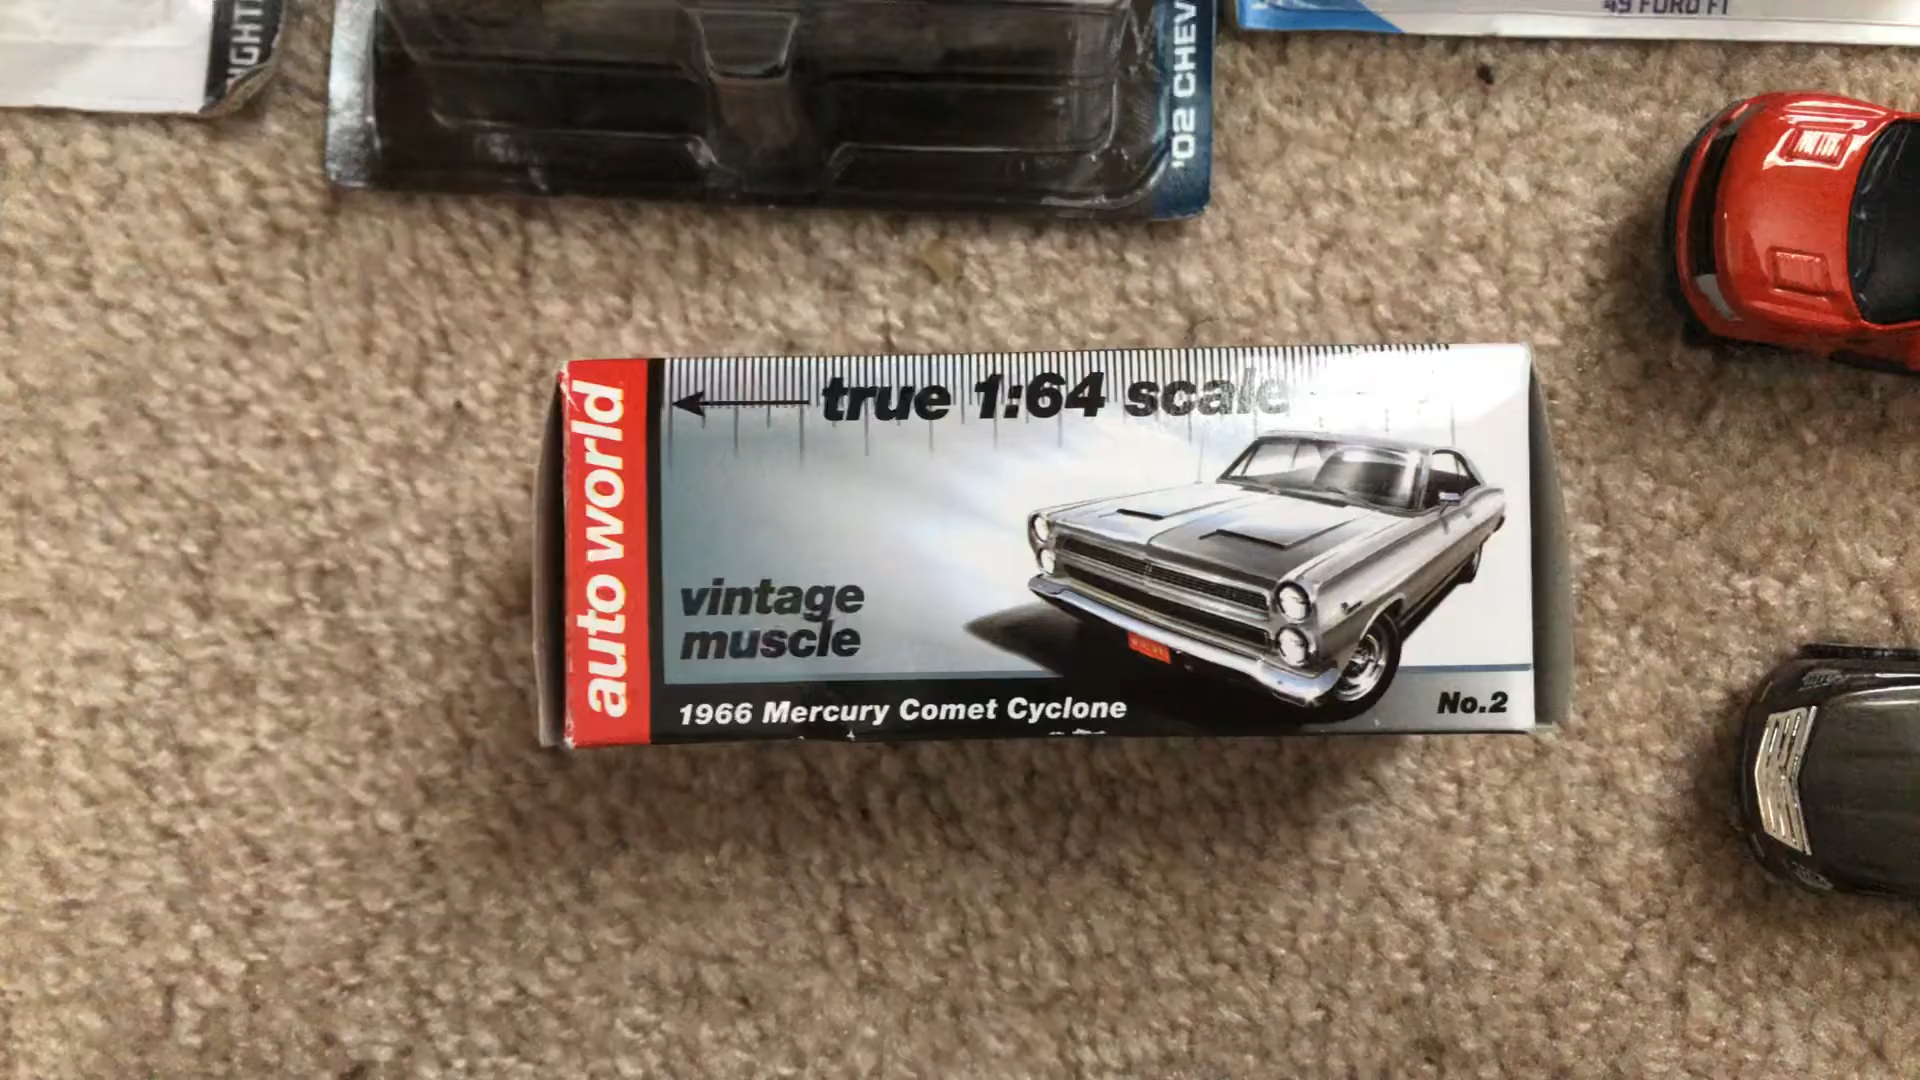 '02 CHEV
49 FORD F1
auto world
true 1:64 scale
vintage
muscle
1966 Mercury Comet Cyclone
No.2